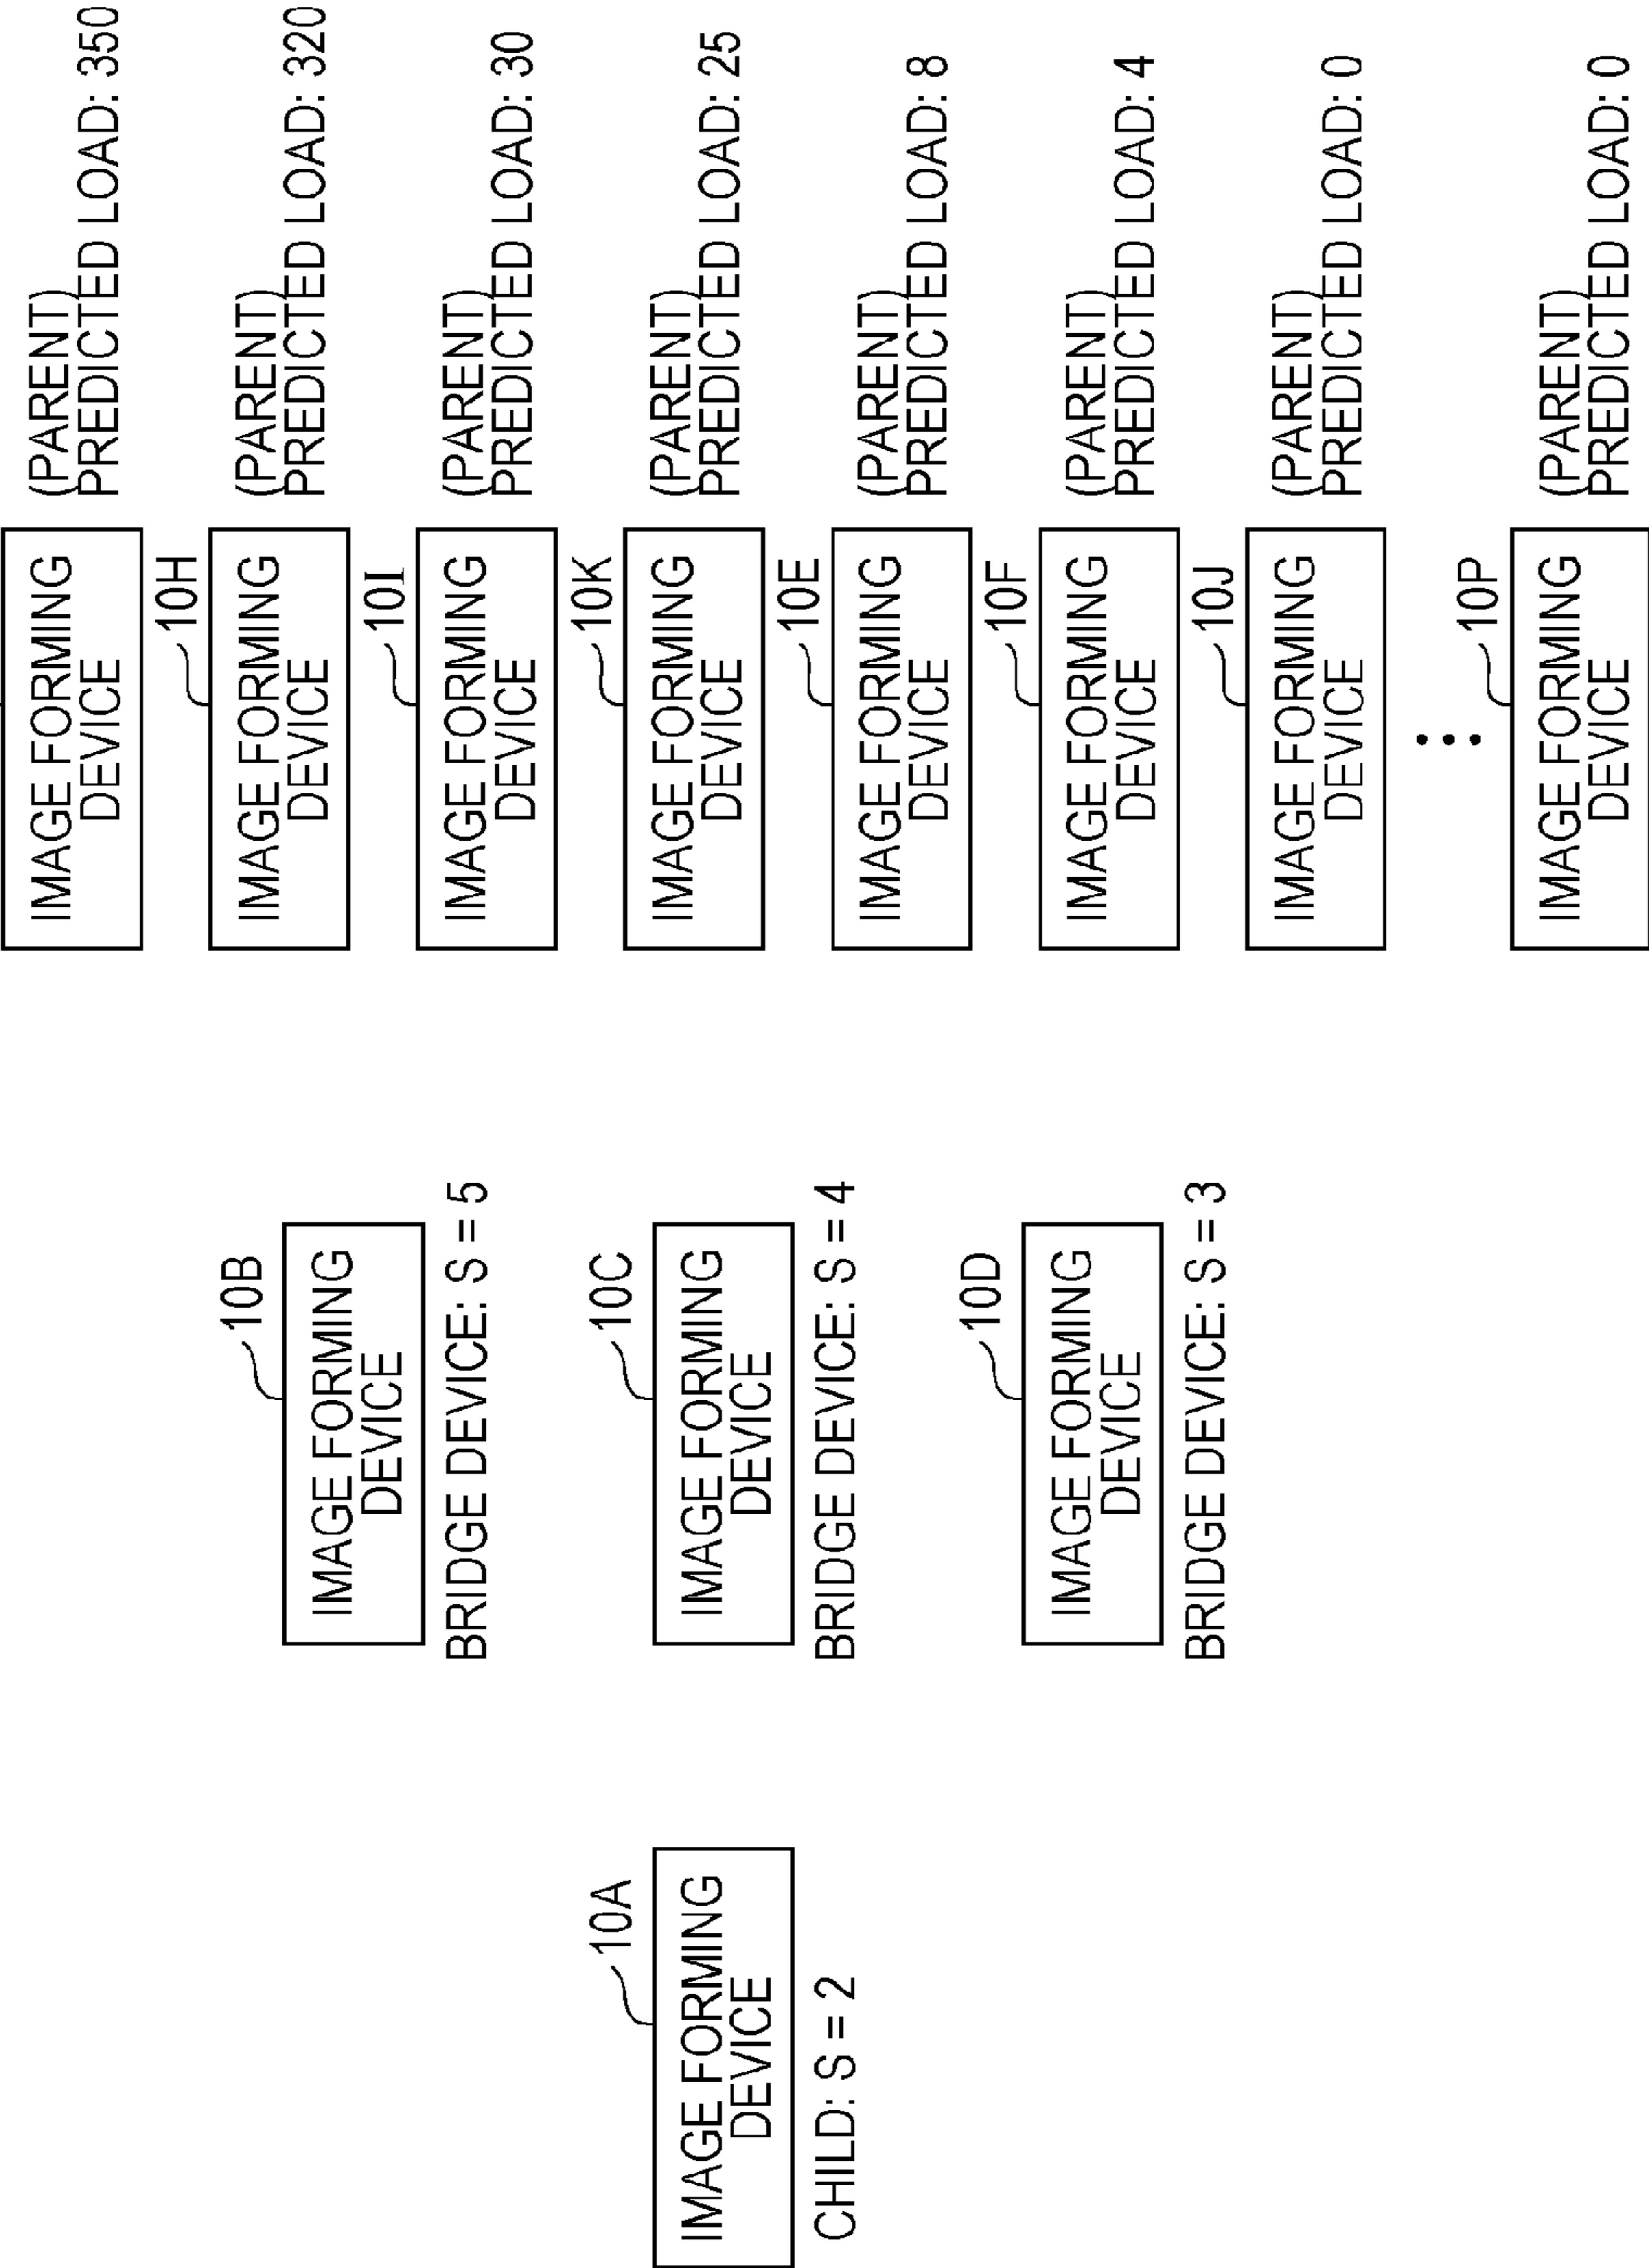 10A
IMAGE FORMING
DEVICE
CHILD: S = 2
10B
IMAGE FORMING
DEVICE
BRIDGE DEVICE: S = 5
10C
IMAGE FORMING
DEVICE
BRIDGE DEVICE: S = 4
10D
IMAGE FORMING
DEVICE
BRIDGE DEVICE: S = 3
IMAGE FORMING
DEVICE
(PARENT)
PREDICTED LOAD: 350
10H
IMAGE FORMING
DEVICE
(PARENT)
PREDICTED LOAD: 320
10I
IMAGE FORMING
DEVICE
(PARENT)
PREDICTED LOAD: 30
10K
IMAGE FORMING
DEVICE
(PARENT)
PREDICTED LOAD: 25
10E
IMAGE FORMING
DEVICE
(PARENT)
PREDICTED LOAD: 8
10F
IMAGE FORMING
DEVICE
(PARENT)
PREDICTED LOAD: 4
10J
IMAGE FORMING
DEVICE
(PARENT)
PREDICTED LOAD: 0
10P
IMAGE FORMING
DEVICE
(PARENT)
PREDICTED LOAD: 0